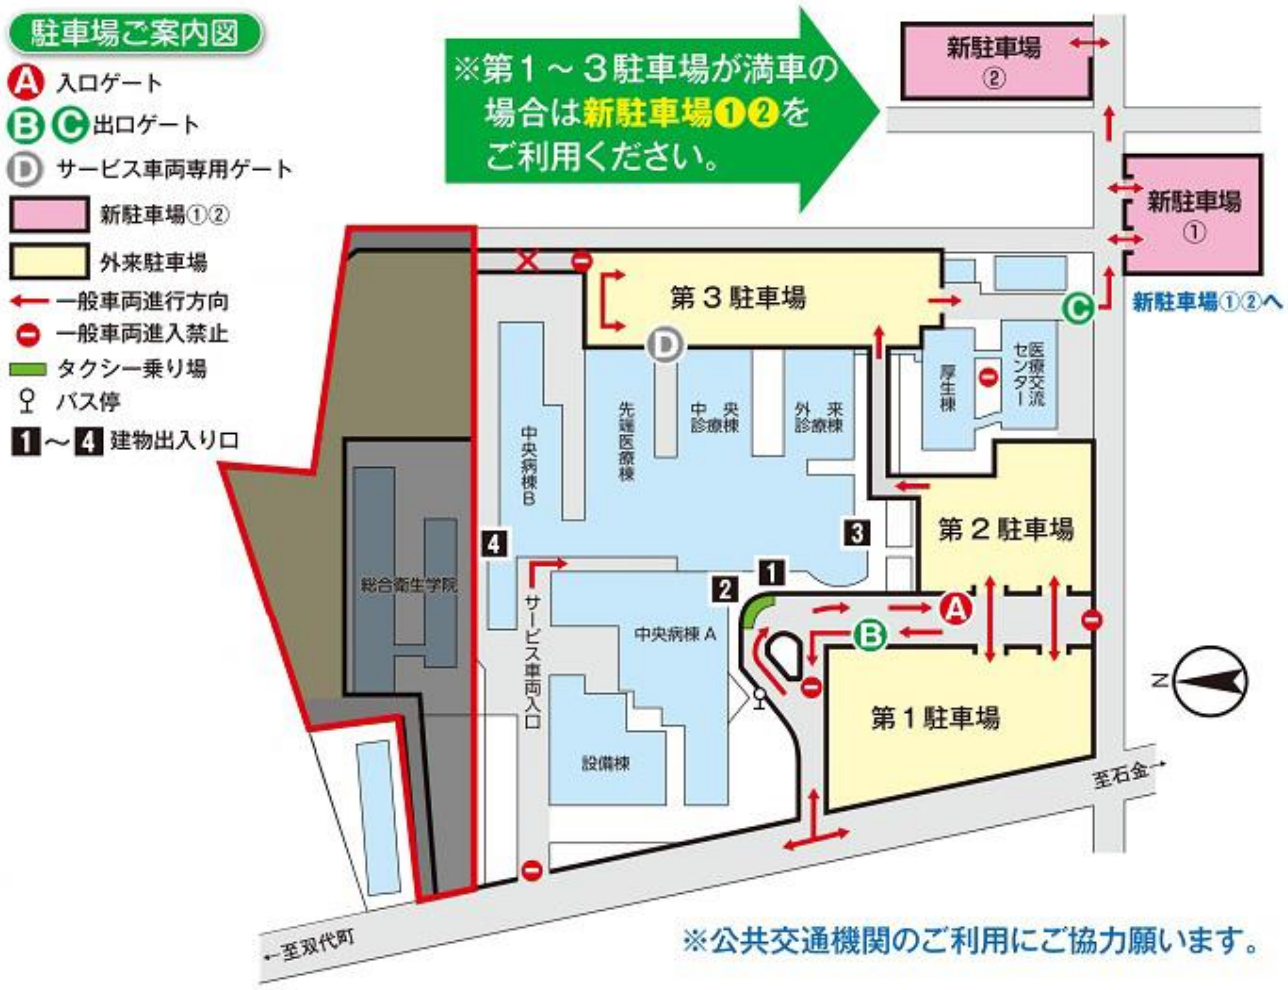 駐車場ご案内図
A 入口ゲート
B C 出口ゲート
D サービス車両専用ゲート
新駐車場①②
外来駐車場
一般車両進行方向
一般車両進入禁止
タクシー乗り場
バス停
1～4 建物出入り口
※第1～3駐車場が満車の
場合は新駐車場❶❷を
ご利用ください。
新駐車場
②
新駐車場
①
新駐車場①②へ
第3駐車場
C
D
厚生棟
医療交流
センター
中央病棟B
先端医療棟
中央
診療棟
外来
診療棟
第2駐車場
3
4
1
2
総合衛生学院
サービス車両入口
中央病棟A
A
B
第1駐車場
設備棟
N
至石金→
←至双代町
※公共交通機関のご利用にご協力願います。